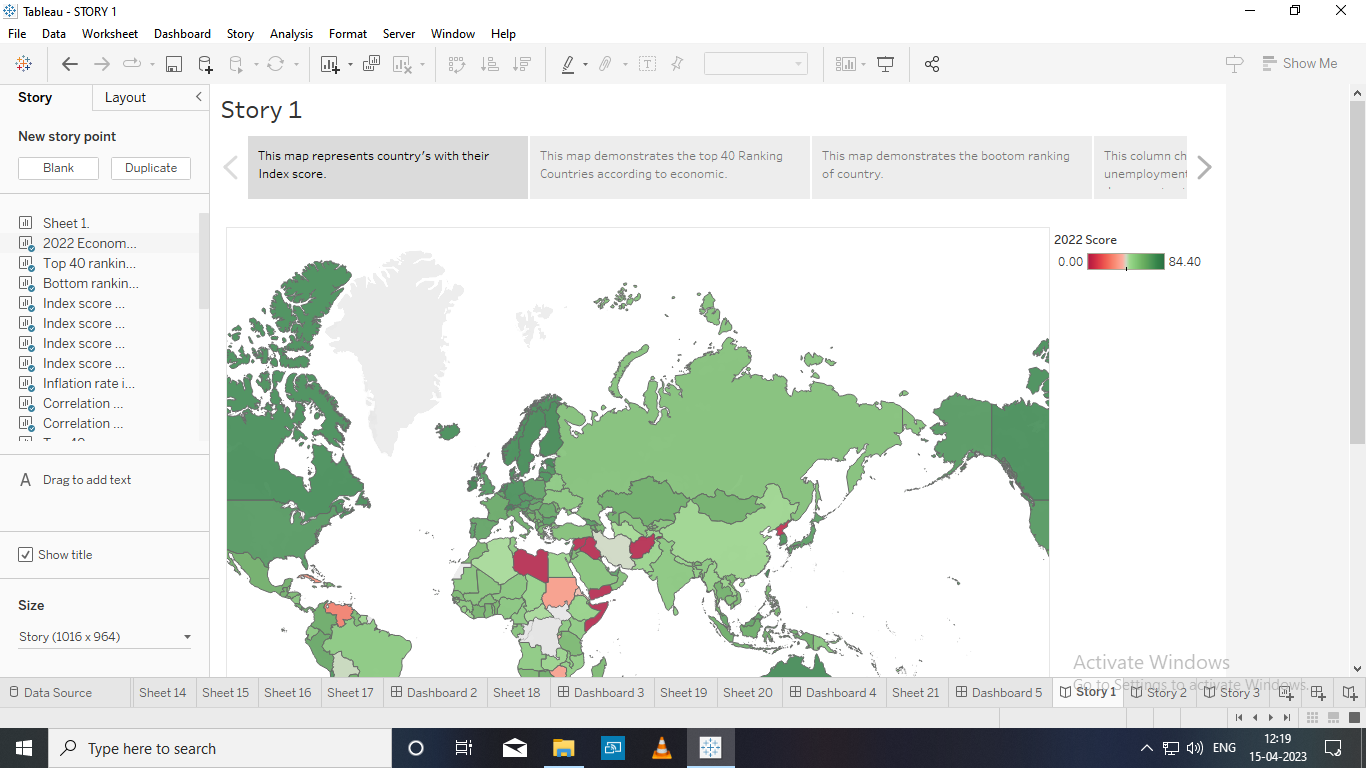 Tableau - STORY 1
File Data Worksheet Dashboard Story Analysis Format Server Window Help
Show Me
Story Layout
New story point
Blank Duplicate
Sheet 1.
2022 Econom...
Top 40 rankin...
Bottom rankin...
Index score ...
Index score ...
Index score ...
Index score ...
Inflation rate i...
Correlation ...
Correlation ...
A Drag to add text
Show title
Size
Story (1016 x 964)
Story 1
This map represents country's with their
Index score.
This map demonstrates the top 40 Ranking
Countries according to economic.
This map demonstrates the bootom ranking
of country.
This column ch
unemployment
2022 Score
0.00 84.40
Activate Windows
Go to Settings to activate Windows.
Data Source Sheet 14 Sheet 15 Sheet 16 Sheet 17 Dashboard 2 Sheet 18 Dashboard 3 Sheet 19 Sheet 20 Dashboard 4 Sheet 21 Dashboard 5 Story 1 Story 2 Story 3
Type here to search
ENG
12:19
15-04-2023